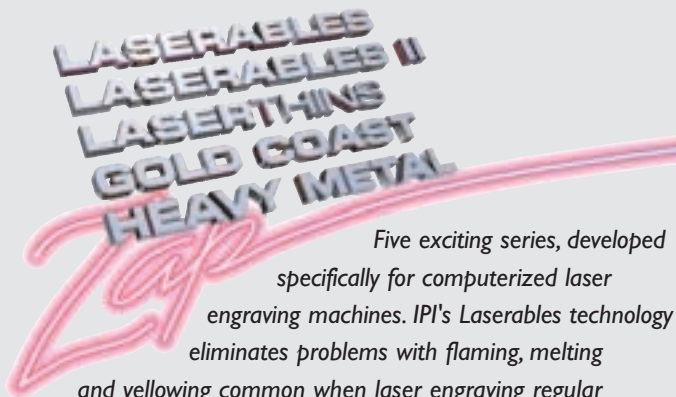 LASERABLES
LASERABLES II
LASERTHINS
GOLD COAST
HEAVY METAL
Zap
Five exciting series, developed
specifically for computerized laser
engraving machines. IPI's Laserables technology
eliminates problems with flaming, melting
and yellowing common when laser engraving regular